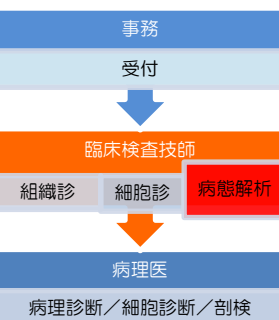 事務
受付
臨床検査技師
組織診 細胞診 病態解析
病理医
病理診断／細胞診断／剖検